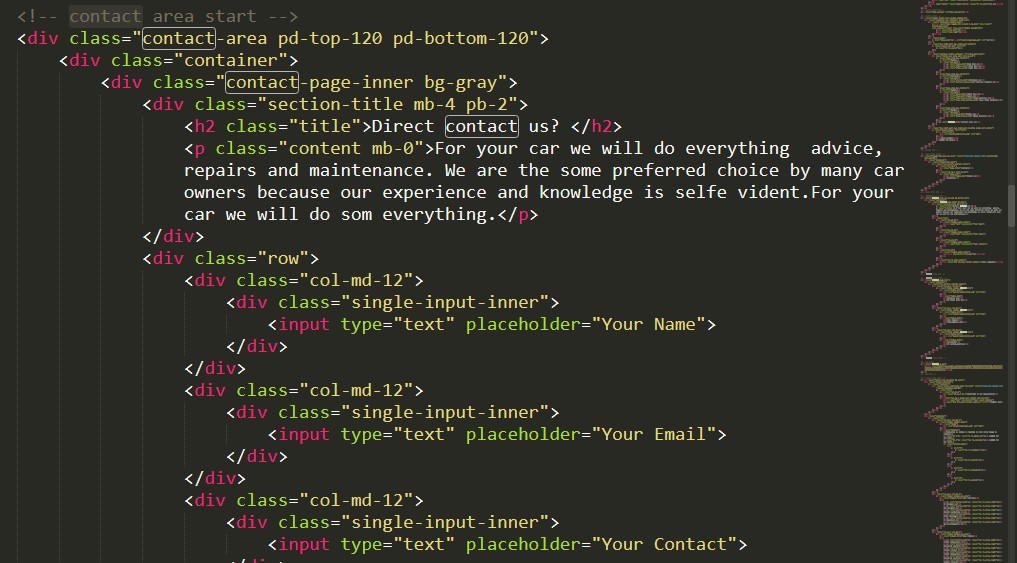 <!-- contact area start -->
<div class="contact-area pd-top-120 pd-bottom-120">
<div class="container">
<div class="contact-page-inner bg-gray">
<div class="section-title mb-4 pb-2">
<h2 class="title">Direct contact us? </h2>
<p class="content mb-0">For your car we will do everything  advice,
repairs and maintenance. We are the some preferred choice by many car
owners because our experience and knowledge is selfe vident.For your
car we will do som everything.</p>
</div>
<div class="row">
<div class="col-md-12">
<div class="single-input-inner">
<input type="text" placeholder="Your Name">
</div>
</div>
<div class="col-md-12">
<div class="single-input-inner">
<input type="text" placeholder="Your Email">
</div>
</div>
<div class="col-md-12">
<div class="single-input-inner">
<input type="text" placeholder="Your Contact">